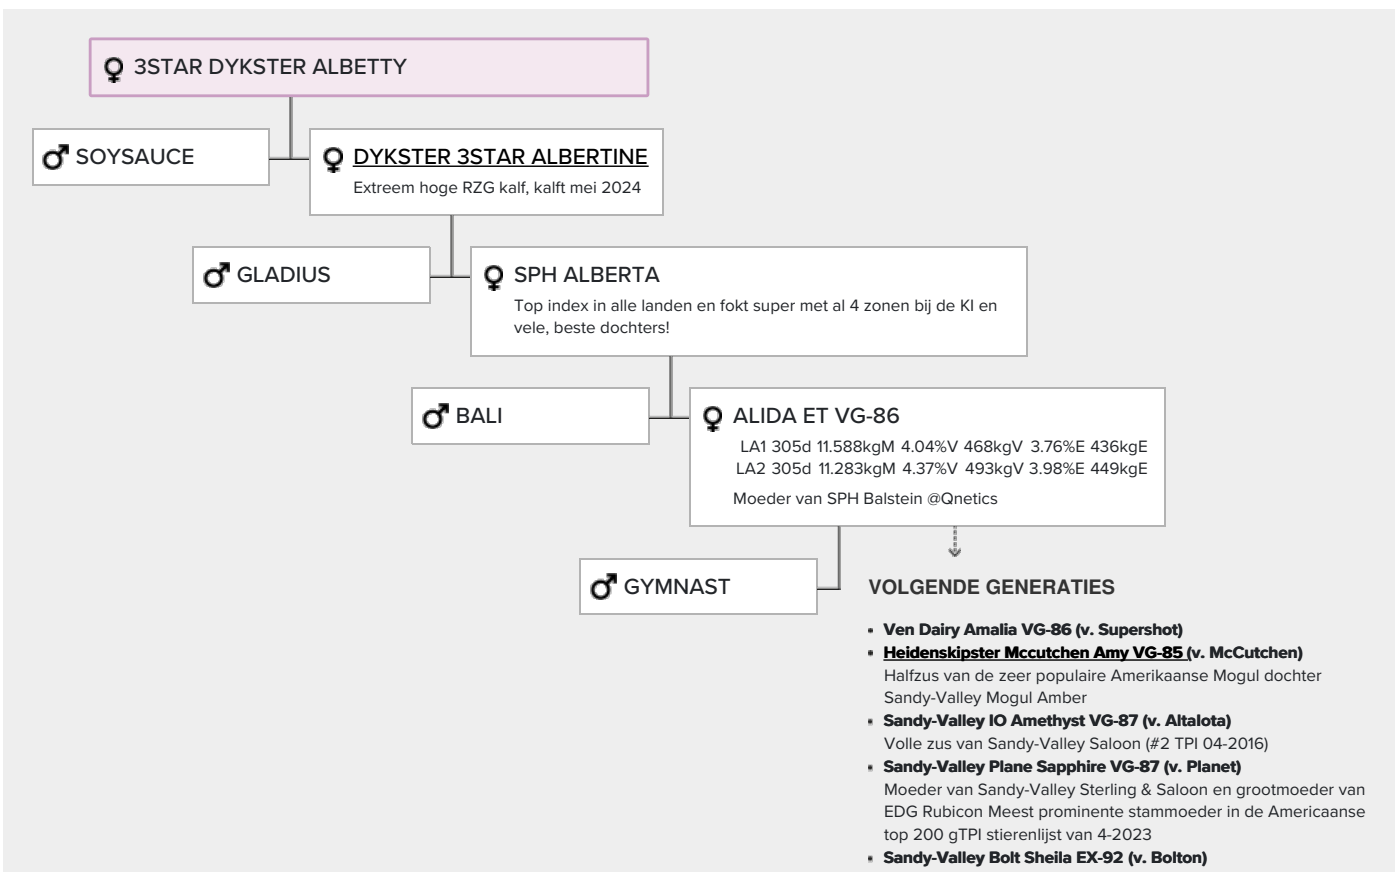 3STAR DYKSTER ALBETTY
SOYSAUCE
DYKSTER 3STAR ALBERTINE
Extreem hoge RZG kalf, kalft mei 2024
GLADIUS
SPH ALBERTA
Top index in alle landen en fokt super met al 4 zonen bij de KI en
vele, beste dochters!
BALI
ALIDA ET VG-86
LA1 305d 11.588kgM 4.04%V 468kgV 3.76%E 436kgE
LA2 305d 11.283kgM 4.37%V 493kgV 3.98%E 449kgE
Moeder van SPH Balstein @Qnetics
GYMNAST
VOLGENDE GENERATIES
Ven Dairy Amalia VG-86 (v. Supershot)
Heidenskipster Mccutchen Amy VG-85 (v. McCutchen)
Halfzus van de zeer populaire Amerikaanse Mogul dochter
Sandy-Valley Mogul Amber
Sandy-Valley IO Amethyst VG-87 (v. Altalota)
Volle zus van Sandy-Valley Saloon (#2 TPI 04-2016)
Sandy-Valley Plane Sapphire VG-87 (v. Planet)
Moeder van Sandy-Valley Sterling & Saloon en grootmoeder van
EDG Rubicon Meest prominente stammoeder in de Americaanse
top 200 gTPI stierenlijst van 4-2023
Sandy-Valley Bolt Sheila EX-92 (v. Bolton)